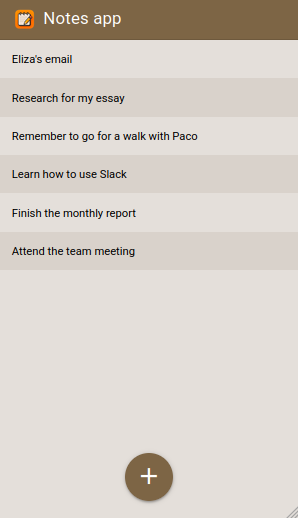 Notes app
Eliza's email
Research for my essay
Remember to go for a walk with Paco
Learn how to use Slack
Finish the monthly report
Attend the team meeting